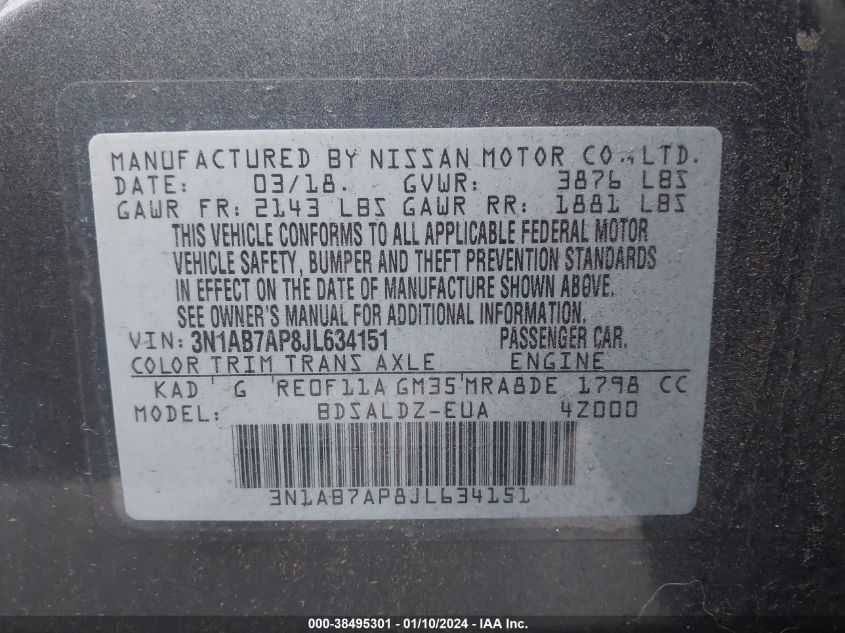 MANUFACTURED BY NISSAN MOTOR CO., LTD.
DATE: 03/18. GVWR: 3876 LBS
GAWR FR: 2143 LBS GAWR RR: 1881 LBS
THIS VEHICLE CONFORMS TO ALL APPLICABLE FEDERAL MOTOR
VEHICLE SAFETY, BUMPER AND THEFT PREVENTION STANDARDS
IN EFFECT ON THE DATE OF MANUFACTURE SHOWN ABOVE.
SEE OWNER'S MANUAL FOR ADDITIONAL INFORMATION.
VIN: 3N1AB7AP8JL634151 PASSENGER CAR.
COLOR TRIM TRANS AXLE ENGINE
KAD G RE0F11A GM35 MRA8DE 1798 CC
MODEL: BDSALDZ-EUA 4Z000
3N1AB7AP8JL634151
000-38495301 - 01/10/2024 - IAA Inc.